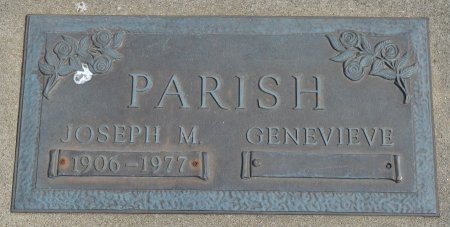 PARISH
JOSEPH M. GENEVIEVE
1906-1977